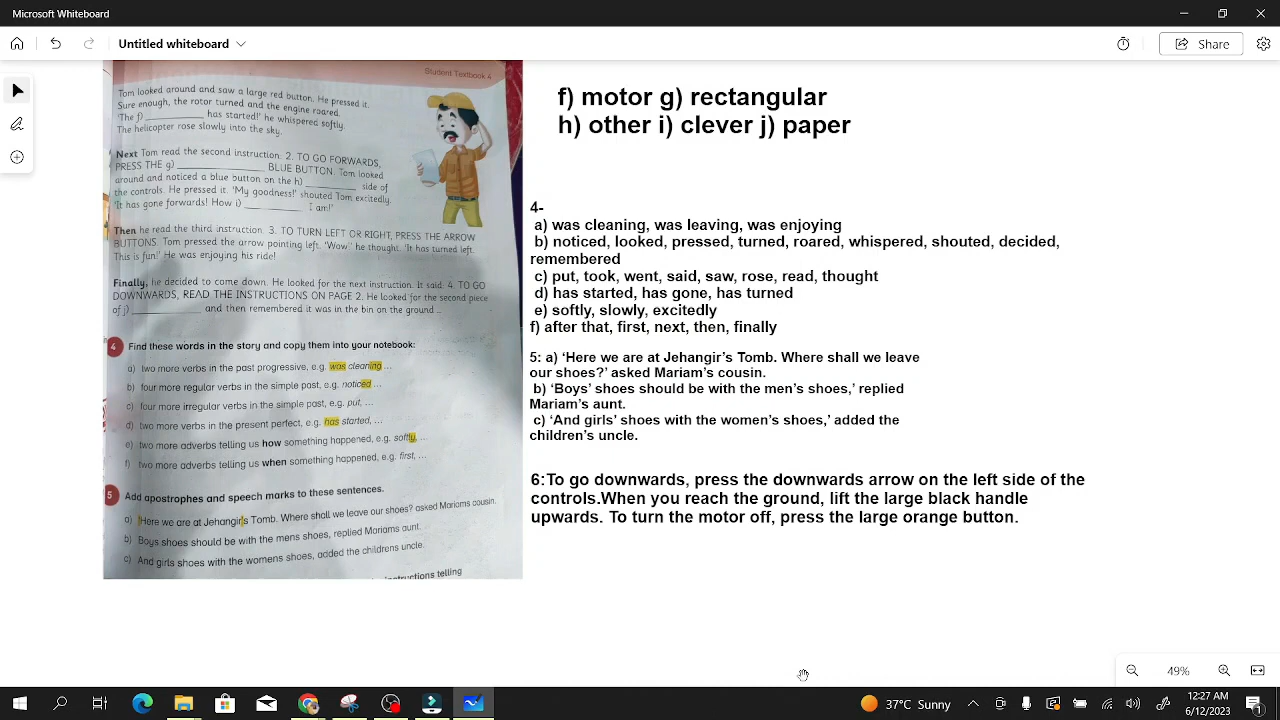 Microsoft Whiteboard
Untitled whiteboard
Share
Student Textbook 4
Tom looked around and saw a large red button. He pressed it.
Sure enough, the rotor turned and the engine roared.
'The f) __________ has started!' he whispered softly.
The helicopter rose slowly into the sky.
Next Tom read the second instruction: 2. TO GO FORWARDS,
PRESS THE g) __________ BLUE BUTTON. Tom looked
around and noticed a blue button on the h) __________ side of
the controls. He pressed it. 'My goodness!' shouted Tom excitedly.
'It has gone forwards! How i) __________ I am!'
Then he read the third instruction: 3. TO TURN LEFT OR RIGHT, PRESS THE ARROW
BUTTONS. Tom pressed the arrow pointing left. 'Wow,' he thought. 'It has turned left.
This is fun!' He was enjoying his ride!
Finally, he decided to come down. He looked for the next instruction. It said: 4. TO GO
DOWNWARDS, READ THE INSTRUCTIONS ON PAGE 2. He looked for the second piece
of j) __________ and then remembered it was in the bin on the ground ...
4 Find these words in the story and copy them into your notebook:
a) two more verbs in the past progressive, e.g. was cleaning ...
b) four more regular verbs in the simple past, e.g. noticed ...
c) four more irregular verbs in the simple past, e.g. put, ...
d) two more verbs in the present perfect, e.g. has started, ...
e) two more adverbs telling us how something happened, e.g. softly, ...
f) two more adverbs telling us when something happened, e.g. first, ...
5 Add apostrophes and speech marks to these sentences.
a) 'Here we are at Jehangir's Tomb. Where shall we leave our shoes? asked Mariams cousin.
b) Boys shoes should be with the mens shoes, replied Mariams aunt.
c) And girls shoes with the womens shoes, added the childrens uncle.
instructions telling
f) motor g) rectangular
h) other i) clever j) paper
4-
a) was cleaning, was leaving, was enjoying
b) noticed, looked, pressed, turned, roared, whispered, shouted, decided,
remembered
c) put, took, went, said, saw, rose, read, thought
d) has started, has gone, has turned
e) softly, slowly, excitedly
f) after that, first, next, then, finally
5: a) ‘Here we are at Jehangir’s Tomb. Where shall we leave
our shoes?’ asked Mariam’s cousin.
b) ‘Boys’ shoes should be with the men’s shoes,’ replied
Mariam’s aunt.
c) ‘And girls’ shoes with the women’s shoes,’ added the
children’s uncle.
6:To go downwards, press the downwards arrow on the left side of the
controls.When you reach the ground, lift the large black handle
upwards. To turn the motor off, press the large orange button.
49%
37°C Sunny
12:27 AM
6/12/2023